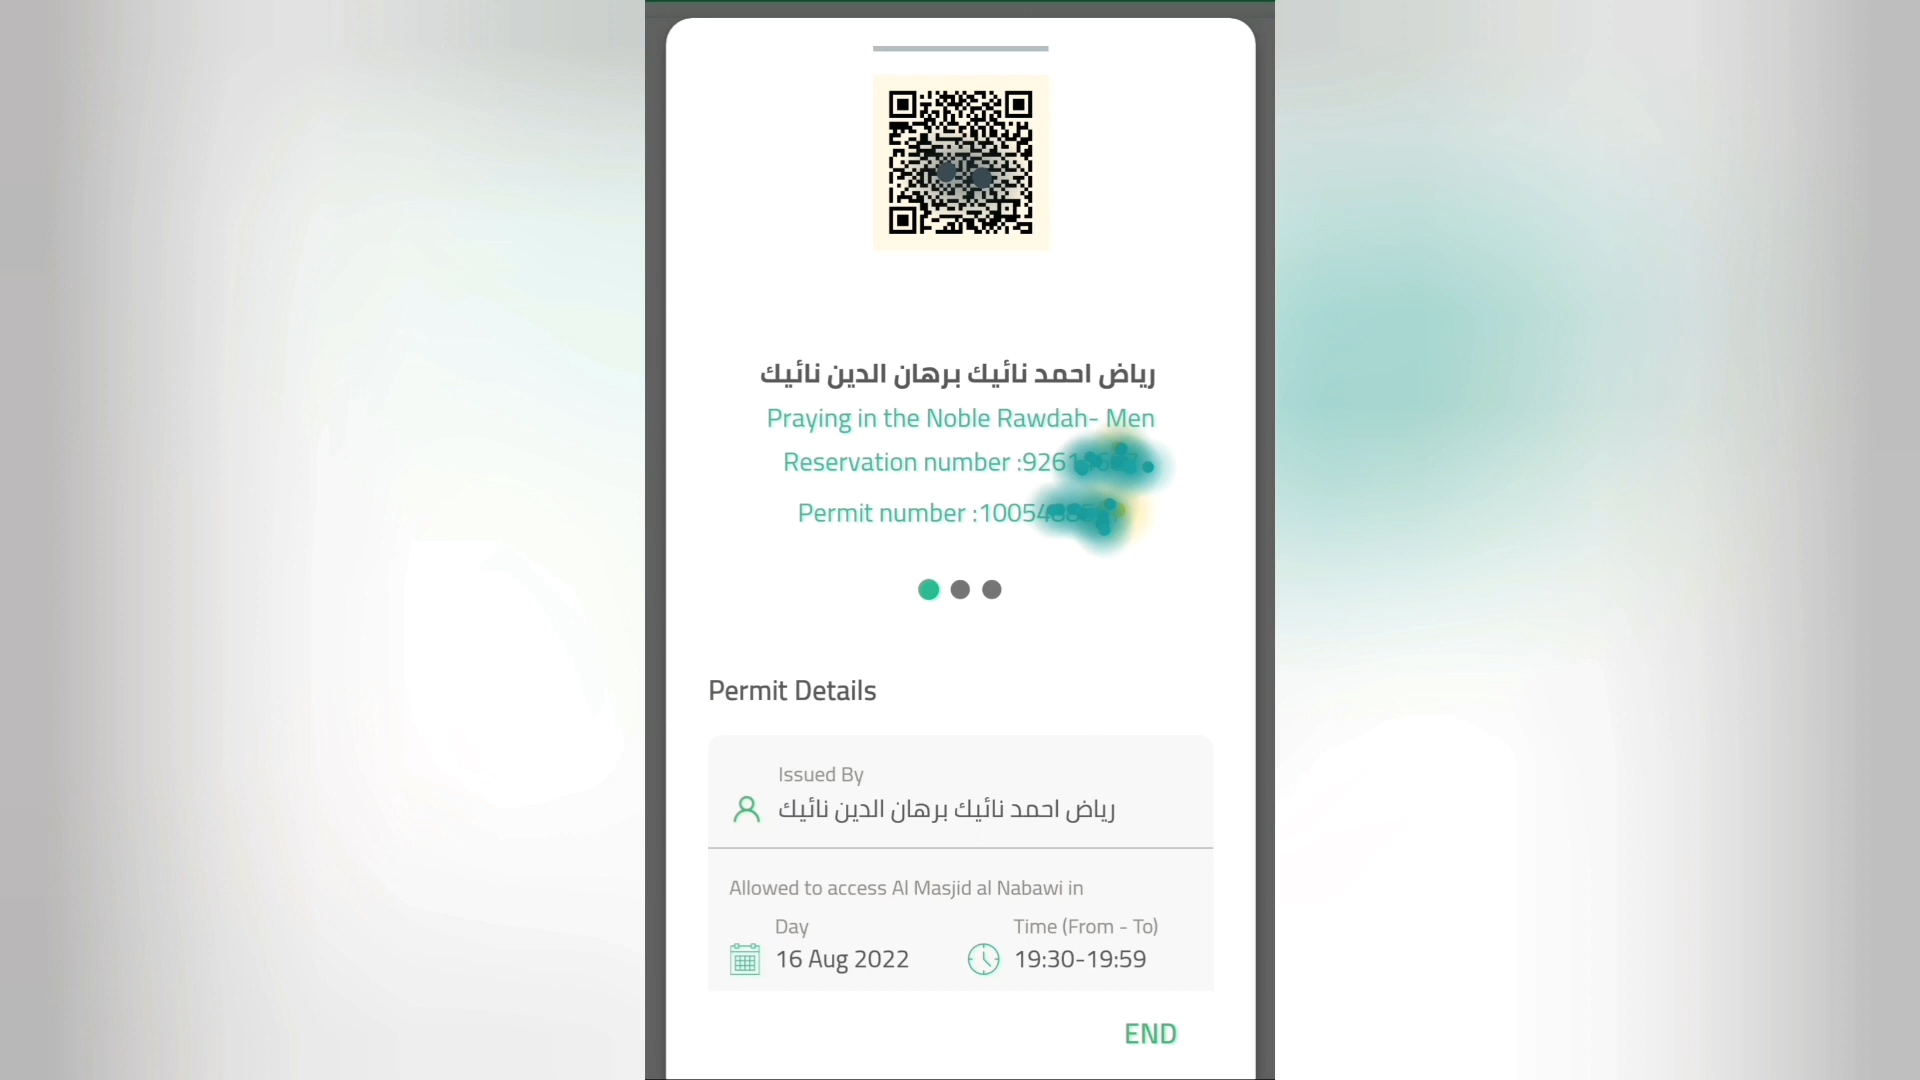 رياض احمد نائيك برهان الدين نائيك
Praying in the Noble Rawdah- Men
Reservation number :926
Permit number :10054
Permit Details
Issued By
رياض احمد نائيك برهان الدين نائيك
Allowed to access Al Masjid al Nabawi in
Day Time (From - To)
16 Aug 2022 19:30-19:59
END